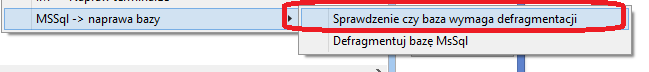 MSSql -> naprawa bazy
Sprawdzenie czy baza wymaga defragmentacji
Defragmentuj bazę MsSql